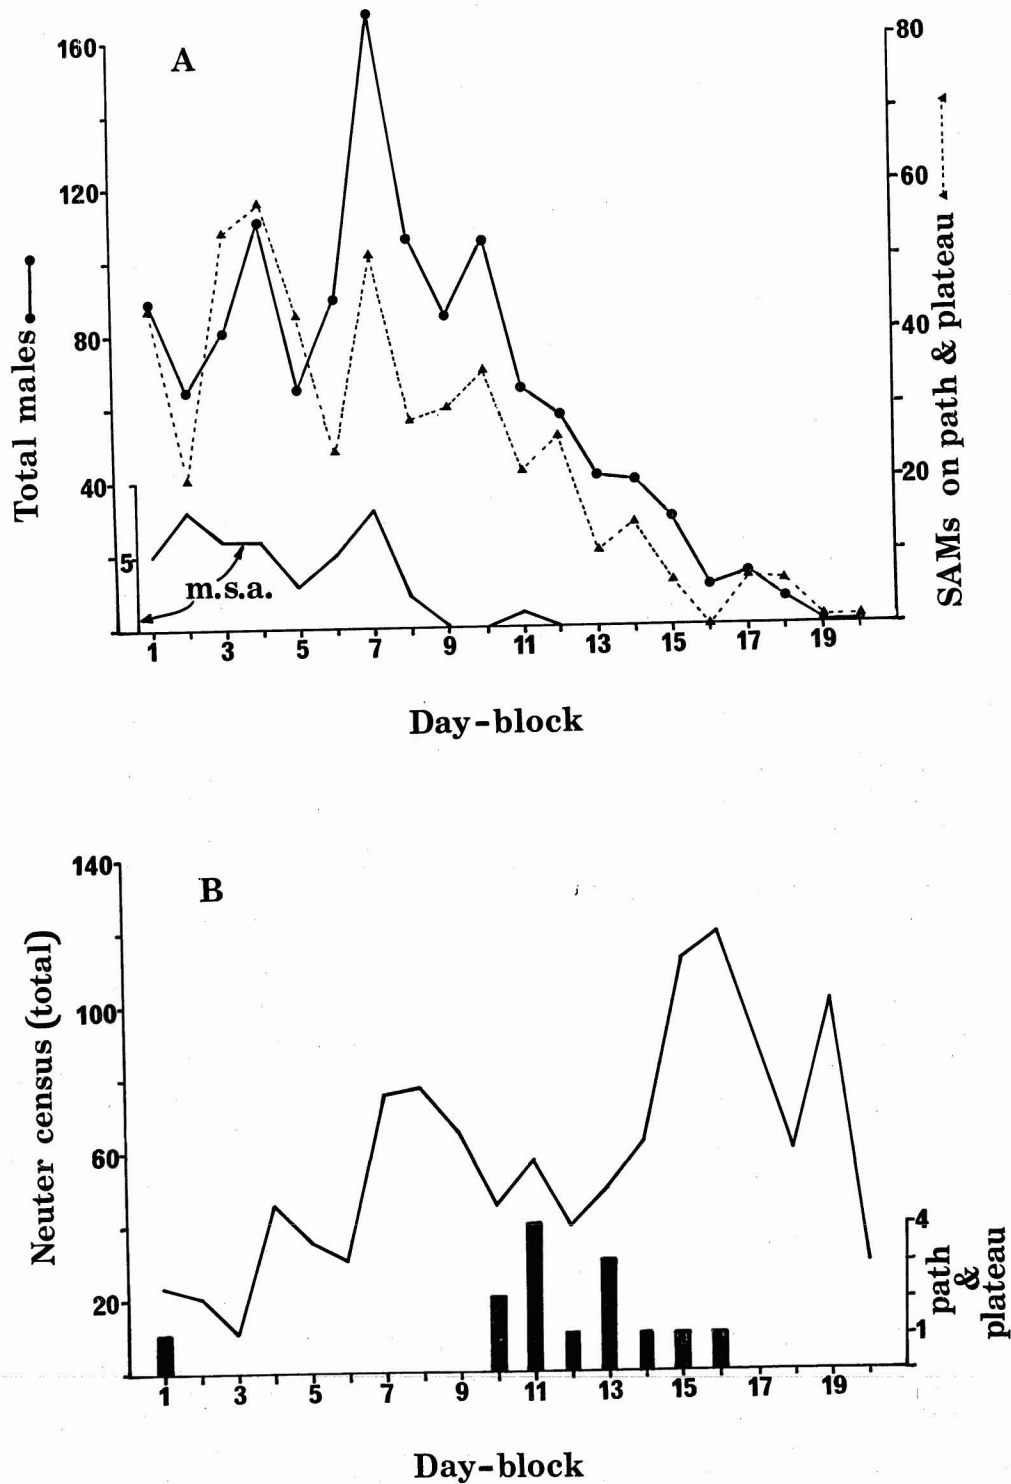 A
160
120
80
40
Total males
5
m.s.a.
80
60
40
20
SAMs on path & plateau
1 3 5 7 9 11 13 15 17 19
Day-block
B
140
100
60
20
Neuter census (total)
4
1
path
&
plateau
1 3 5 7 9 11 13 15 17 19
Day-block